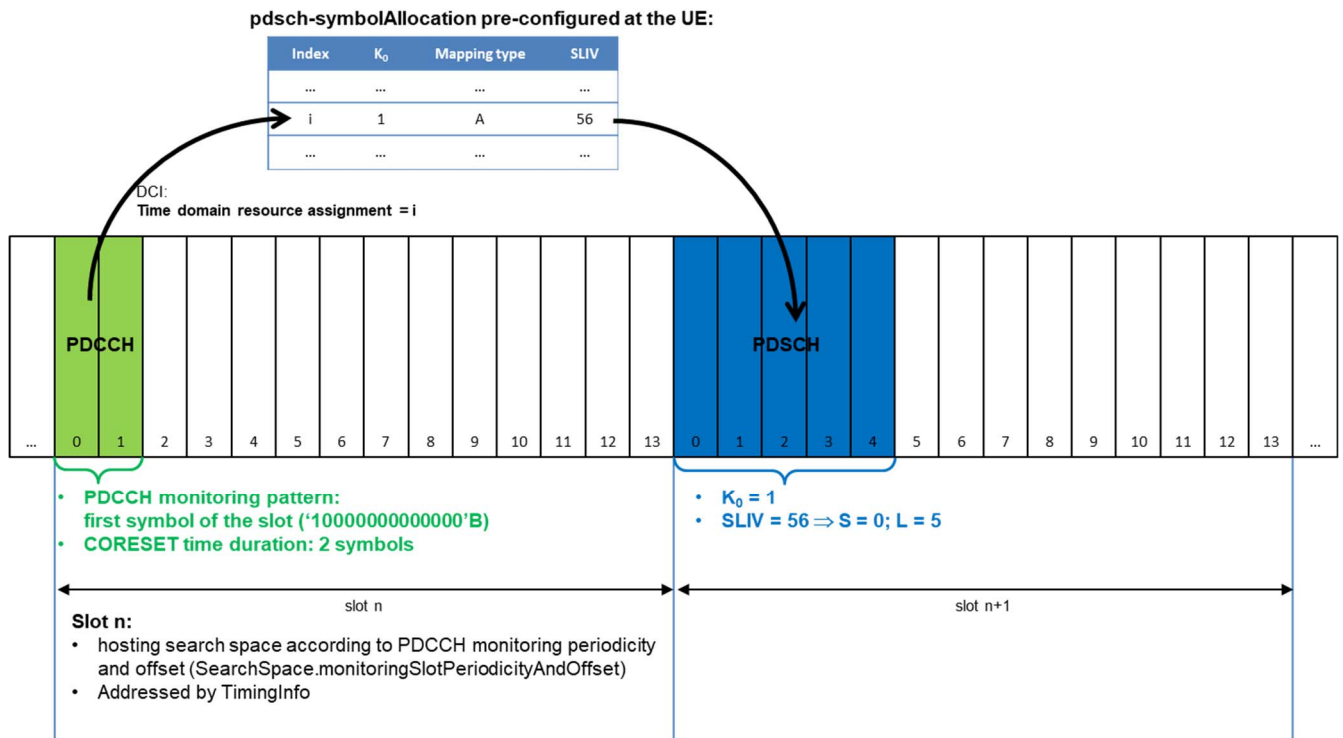 pdsch-symbolAllocation pre-configured at the UE:
Index K0 Mapping type SLIV
... ... ... ...
i 1 A 56
... ... ... ...
DCI:
Time domain resource assignment = i
PDCCH PDSCH
... 0 1 2 3 4 5 6 7 8 9 10 11 12 13 0 1 2 3 4 5 6 7 8 9 10 11 12 13 ...
• PDCCH monitoring pattern:
first symbol of the slot (‘10000000000000’B)
• CORESET time duration: 2 symbols
• K0 = 1
• SLIV = 56 ⇒ S = 0; L = 5
slot n slot n+1
Slot n:
• hosting search space according to PDCCH monitoring periodicity
and offset (SearchSpace.monitoringSlotPeriodicityAndOffset)
• Addressed by TimingInfo